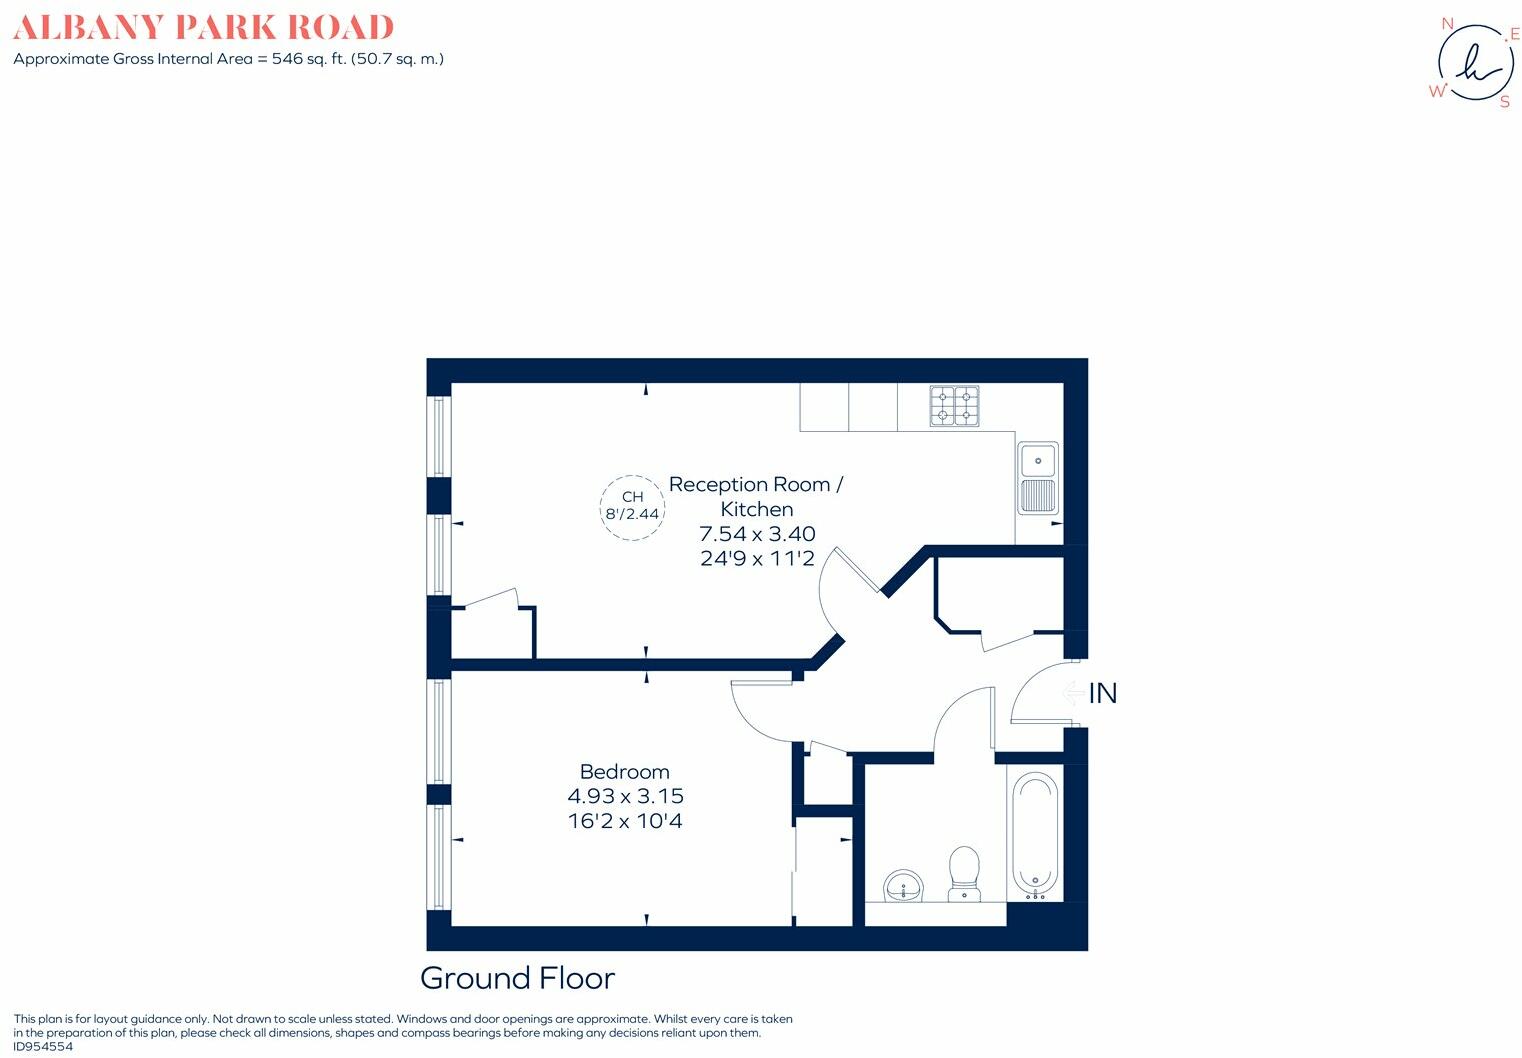 ALBANY PARK ROAD
Approximate Gross Internal Area = 546 sq. ft. (50.7 sq. m.)
N
E
W
S
CH
8'/2.44
Reception Room /
Kitchen
7.54 x 3.40
24'9 x 11'2
IN
Bedroom
4.93 x 3.15
16'2 x 10'4
Ground Floor
This plan is for layout guidance only. Not drawn to scale unless stated. Windows and door openings are approximate. Whilst every care is taken
in the preparation of this plan, please check all dimensions, shapes and compass bearings before making any decisions reliant upon them.
ID954554